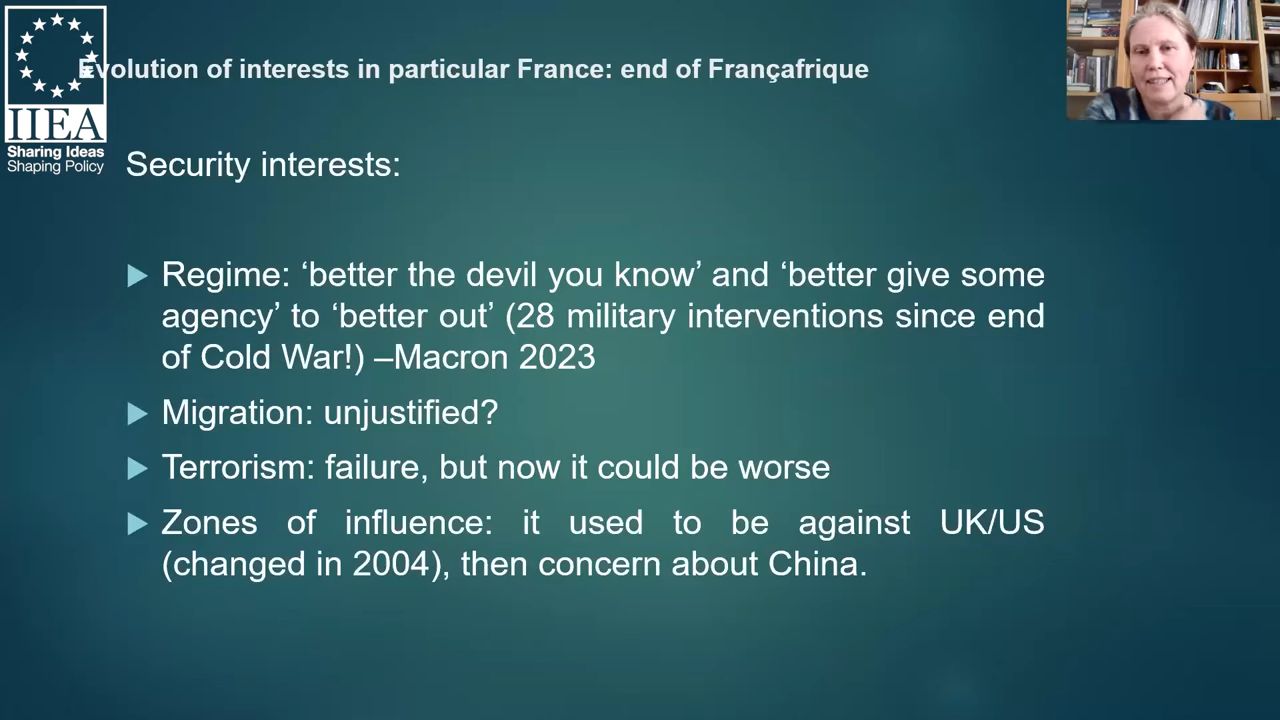 IIEA
Sharing Ideas
Shaping Policy
Evolution of interests in particular France: end of Françafrique
Security interests:
Regime: ‘better the devil you know’ and ‘better give some
agency’ to ‘better out’ (28 military interventions since end
of Cold War!) –Macron 2023
Migration: unjustified?
Terrorism: failure, but now it could be worse
Zones of influence: it used to be against UK/US
(changed in 2004), then concern about China.